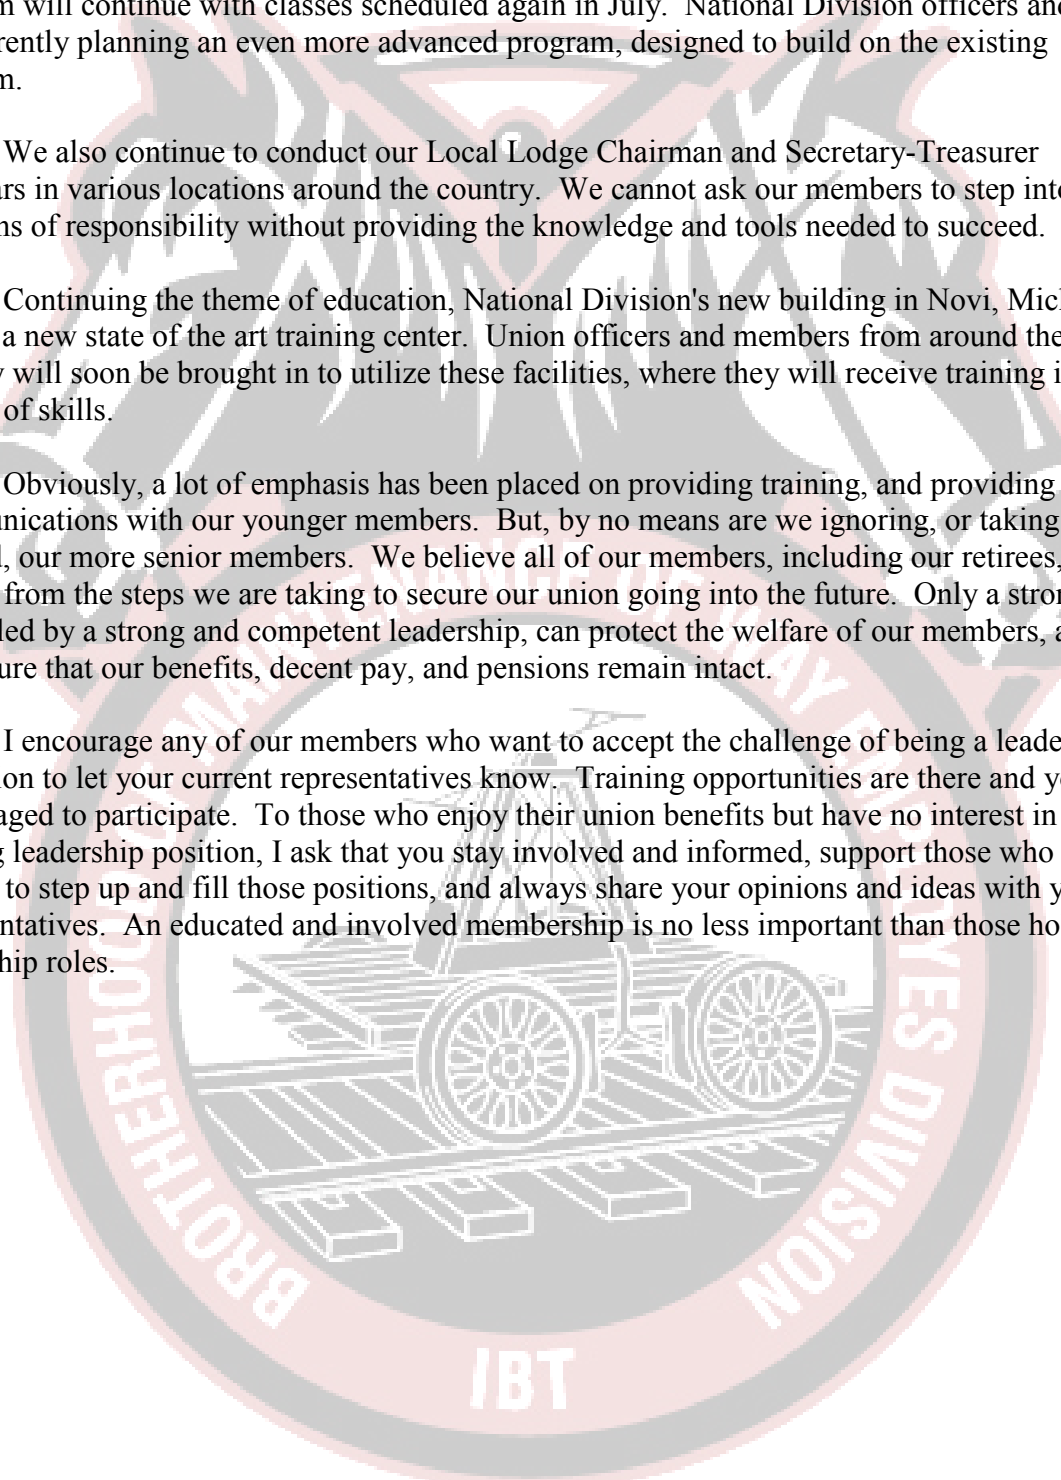 m will continue with classes scheduled again in July.  National Division officers and
rently planning an even more advanced program, designed to build on the existing
m.
We also continue to conduct our Local Lodge Chairman and Secretary-Treasurer
ars in various locations around the country.  We cannot ask our members to step into
ns of responsibility without providing the knowledge and tools needed to succeed.
Continuing the theme of education, National Division's new building in Novi, Mich
a new state of the art training center.  Union officers and members from around the
y will soon be brought in to utilize these facilities, where they will receive training i
of skills.
Obviously, a lot of emphasis has been placed on providing training, and providing
unications with our younger members.  But, by no means are we ignoring, or taking
d, our more senior members.  We believe all of our members, including our retirees,
from the steps we are taking to secure our union going into the future.  Only a stron
led by a strong and competent leadership, can protect the welfare of our members, a
ure that our benefits, decent pay, and pensions remain intact.
I encourage any of our members who want to accept the challenge of being a leade
ion to let your current representatives know.  Training opportunities are there and yo
aged to participate.  To those who enjoy their union benefits but have no interest in
g leadership position, I ask that you stay involved and informed, support those who
to step up and fill those positions, and always share your opinions and ideas with y
ntatives.  An educated and involved membership is no less important than those ho
hip roles.
BROTHERHOOD OF MAINTENANCE OF WAY EMPLOYES DIVISION
IBT